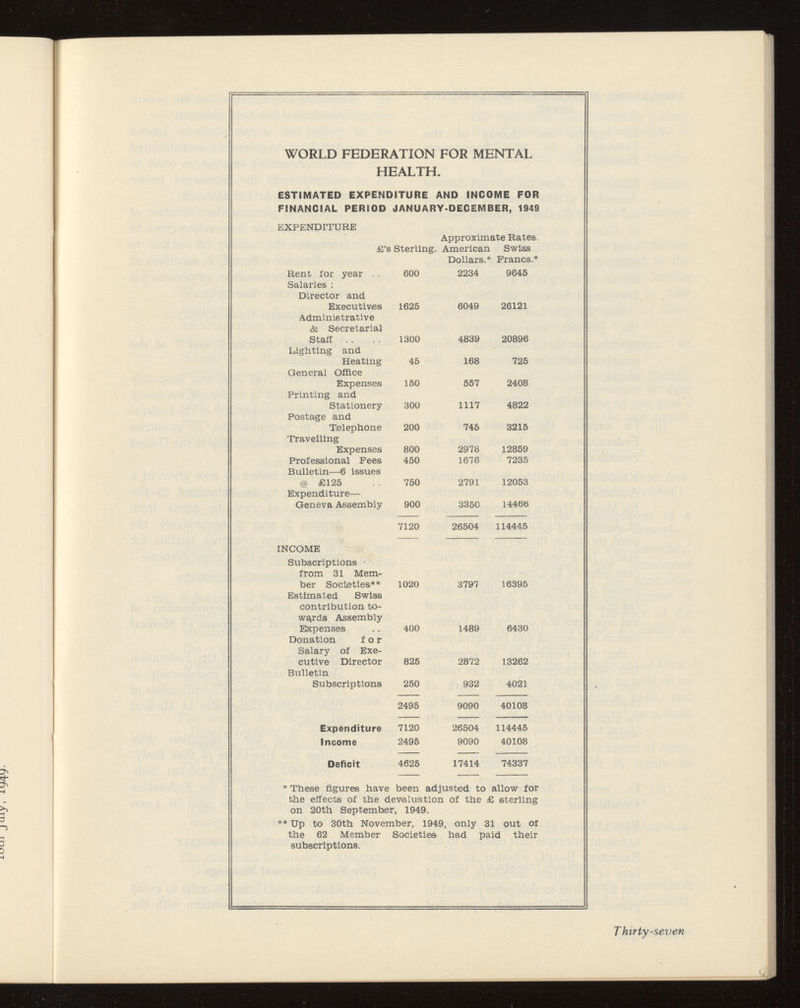 WORLD FEDERATION FOR MENTAL
HEALTH.
ESTIMATED EXPENDITURE AND INCOME FOR
FINANCIAL PERIOD JANUARY-DECEMBER, 1949
EXPENDITURE
Approximate Rates.
£'s Sterling. American Swiss
Dollars.* Francs.*
Rent for year .. 600 2234 9645
Salaries :
Director and
Executives 1625 6049 26121
Administrative
& Secretarial
Staff .. .. 1300 4839 20896
Lighting and
Heating 45 168 725
General Office
Expenses 150 557 2408
Printing and
Stationery 300 1117 4822
Postage and
Telephone 200 745 3215
Travelling
Expenses 800 2978 12859
Professional Fees 450 1676 7235
Bulletin—6 issues
@ £125 .. 750 2791 12053
Expenditure—
Geneva Assembly 900 3350 14466
7120 26504 114445
INCOME
Subscriptions
from 31 Mem-
ber Societies** 1020 3797 16395
Estimated Swiss
contribution to-
wards Assembly
Expenses .. 400 1489 6430
Donation for
Salary of Exe-
cutive Director 825 2872 13262
Bulletin
Subscriptions 250 932 4021
2495 9090 40108
Expenditure 7120 26504 114445
Income 2495 9090 40108
Deficit 4625 17414 74337
* These figures have been adjusted to allow for
the effects of the devaluation of the £ sterling
on 20th September, 1949.
** Up to 30th November, 1949, only 31 out of
the 62 Member Societies had paid their
subscriptions.
Thirty-seven
July, 1949.